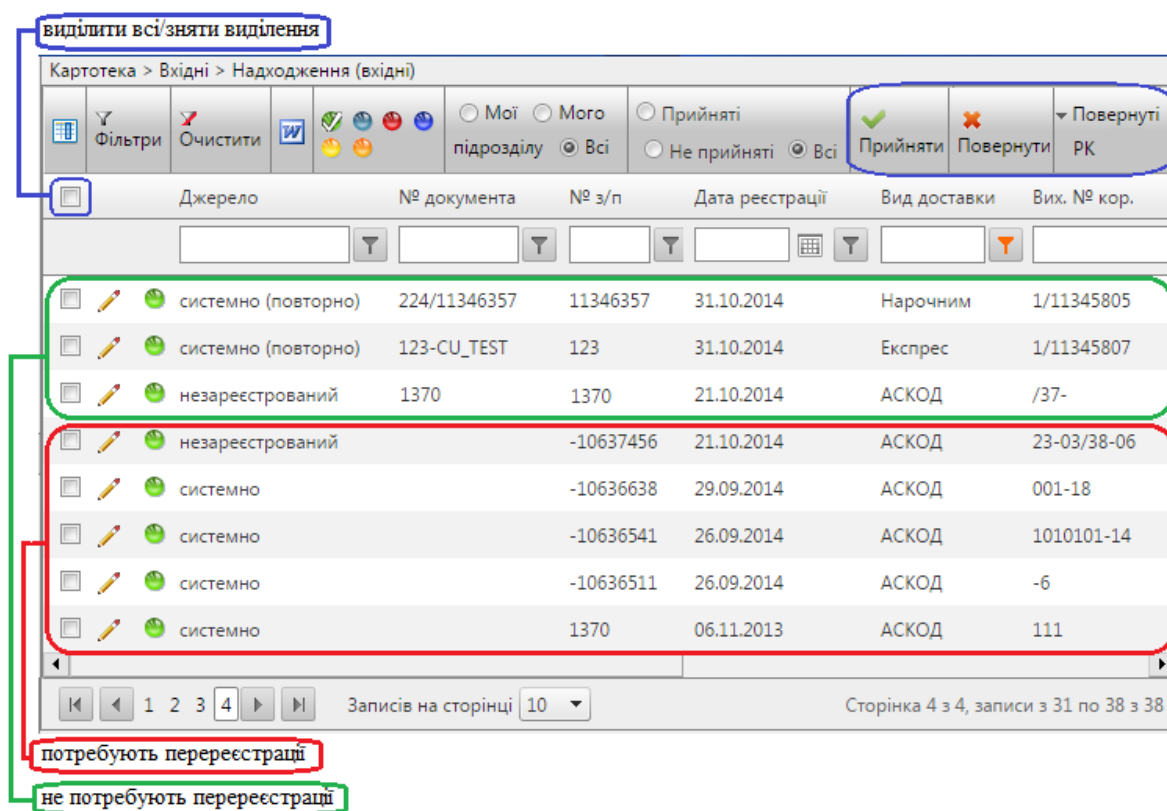 виділити всі/зняти виділення
Картотека > Вхідні > Надходження (вхідні)
Фільтри Очистити Мої Мого підрозділу Всі Прийняті Не прийняті Всі Прийняти Повернути Повернуті РК
Джерело № документа № з/п Дата реєстрації Вид доставки Вих. № кор.
системно (повторно) 224/11346357 11346357 31.10.2014 Нарочним 1/11345805
системно (повторно) 123-CU_TEST 123 31.10.2014 Експрес 1/11345807
незареєстрований 1370 1370 21.10.2014 АСКОД /37-
незареєстрований -10637456 21.10.2014 АСКОД 23-03/38-06
системно -10636638 29.09.2014 АСКОД 001-18
системно -10636541 26.09.2014 АСКОД 1010101-14
системно -10636511 26.09.2014 АСКОД -6
системно 1370 06.11.2013 АСКОД 111
1 2 3 4 Записів на сторінці 10 Сторінка 4 з 4, записи з 31 по 38 з 38
потребують перереєстрації
не потребують перереєстрації